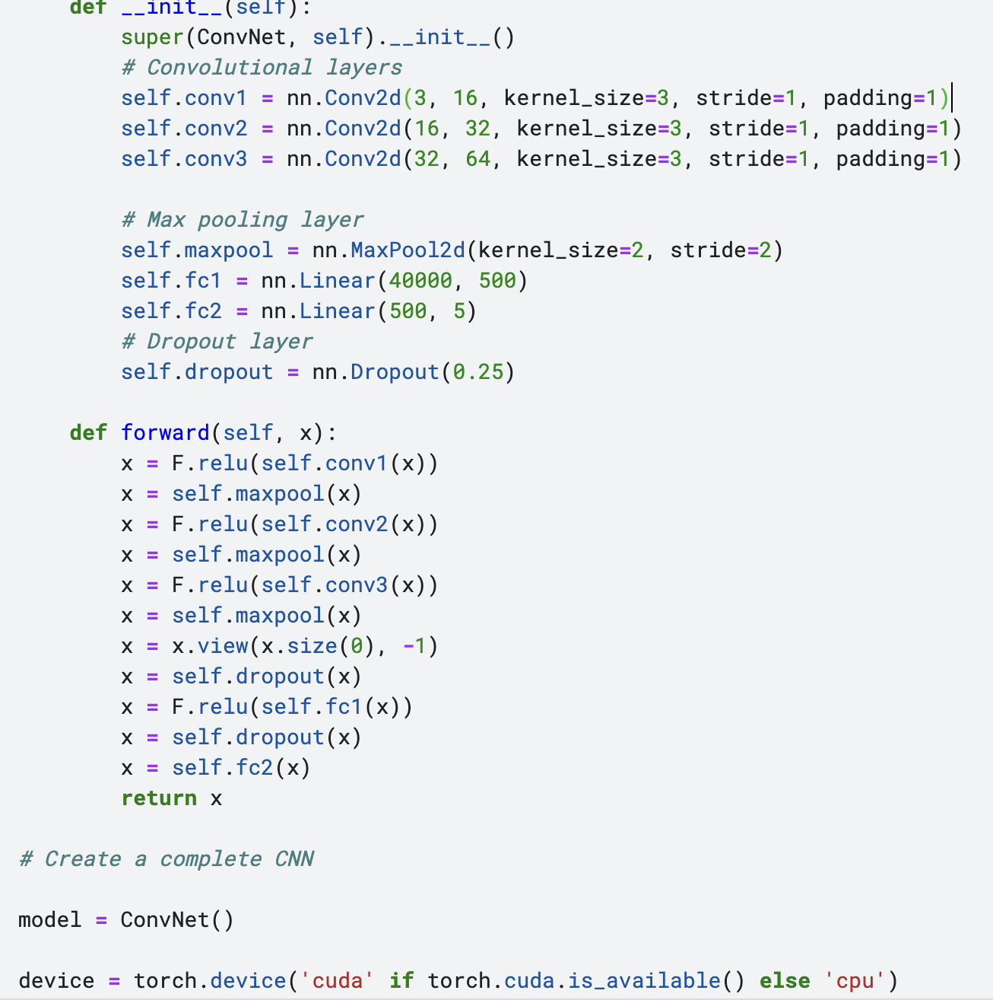 def __init__(self):
        super(ConvNet, self).__init__()
        # Convolutional layers
        self.conv1 = nn.Conv2d(3, 16, kernel_size=3, stride=1, padding=1)
        self.conv2 = nn.Conv2d(16, 32, kernel_size=3, stride=1, padding=1)
        self.conv3 = nn.Conv2d(32, 64, kernel_size=3, stride=1, padding=1)

        # Max pooling layer
        self.maxpool = nn.MaxPool2d(kernel_size=2, stride=2)
        self.fc1 = nn.Linear(40000, 500)
        self.fc2 = nn.Linear(500, 5)
        # Dropout layer
        self.dropout = nn.Dropout(0.25)

    def forward(self, x):
        x = F.relu(self.conv1(x))
        x = self.maxpool(x)
        x = F.relu(self.conv2(x))
        x = self.maxpool(x)
        x = F.relu(self.conv3(x))
        x = self.maxpool(x)
        x = x.view(x.size(0), -1)
        x = self.dropout(x)
        x = F.relu(self.fc1(x))
        x = self.dropout(x)
        x = self.fc2(x)
        return x

# Create a complete CNN

model = ConvNet()

device = torch.device('cuda' if torch.cuda.is_available() else 'cpu')